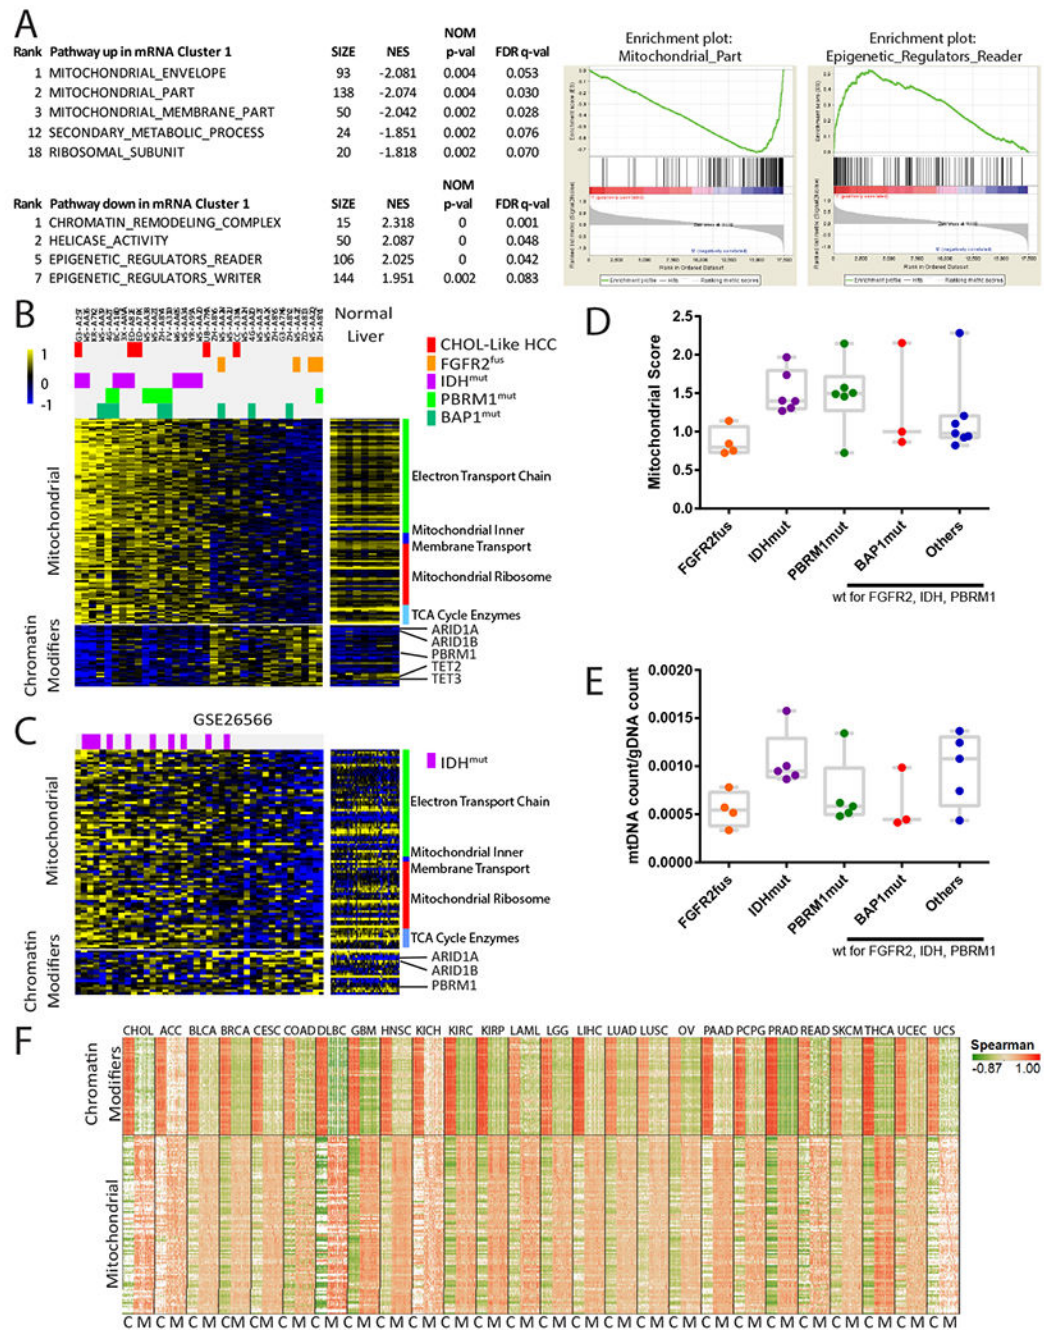 A
NOM
Rank Pathway up in mRNA Cluster 1 SIZE NES p-val FDR q-val
1 MITOCHONDRIAL_ENVELOPE 93 -2.081 0.004 0.053
2 MITOCHONDRIAL_PART 138 -2.074 0.004 0.030
3 MITOCHONDRIAL_MEMBRANE_PART 50 -2.042 0.002 0.028
12 SECONDARY_METABOLIC_PROCESS 24 -1.851 0.002 0.076
18 RIBOSOMAL_SUBUNIT 20 -1.818 0.002 0.070
NOM
Rank Pathway down in mRNA Cluster 1 SIZE NES p-val FDR q-val
1 CHROMATIN_REMODELING_COMPLEX 15 2.318 0 0.001
2 HELICASE_ACTIVITY 50 2.087 0 0.048
5 EPIGENETIC_REGULATORS_READER 106 2.025 0 0.042
7 EPIGENETIC_REGULATORS_WRITER 144 1.951 0.002 0.083
Enrichment plot:
Mitochondrial_Part
Enrichment plot:
Epigenetic_Regulators_Reader
Enrichment profile Hits Ranking metric scores
Enrichment profile Hits Ranking metric scores
B
1
0
-1
Normal
Liver
CHOL-Like HCC
FGFR2fus
IDHmut
PBRM1mut
BAP1mut
Mitochondrial
Chromatin
Modifiers
Electron Transport Chain
Mitochondrial Inner
Membrane Transport
Mitochondrial Ribosome
TCA Cycle Enzymes
ARID1A
ARID1B
PBRM1
TET2
TET3
C
GSE26566
IDHmut
Mitochondrial
Chromatin
Modifiers
Electron Transport Chain
Mitochondrial Inner
Membrane Transport
Mitochondrial Ribosome
TCA Cycle Enzymes
ARID1A
ARID1B
PBRM1
D
Mitochondrial Score
2.5
2.0
1.5
1.0
0.5
0.0
FGFR2fus IDHmut PBRM1mut BAP1mut Others
wt for FGFR2, IDH, PBRM1
E
mtDNA count/gDNA count
0.0020
0.0015
0.0010
0.0005
0.0000
FGFR2fus IDHmut PBRM1mut BAP1mut Others
wt for FGFR2, IDH, PBRM1
F
CHOL ACC BLCA BRCA CESC COAD DLBC GBM HNSC KICH KIRC KIRP LAML LGG LIHC LUAD LUSC OV PAAD PCPG PRAD READ SKCM THCA UCEC UCS
Spearman
-0.87 1.00
Chromatin
Modifiers
Mitochondrial
C M C M C M C M C M C M C M C M C M C M C M C M C M C M C M C M C M C M C M C M C M C M C M C M C M C M